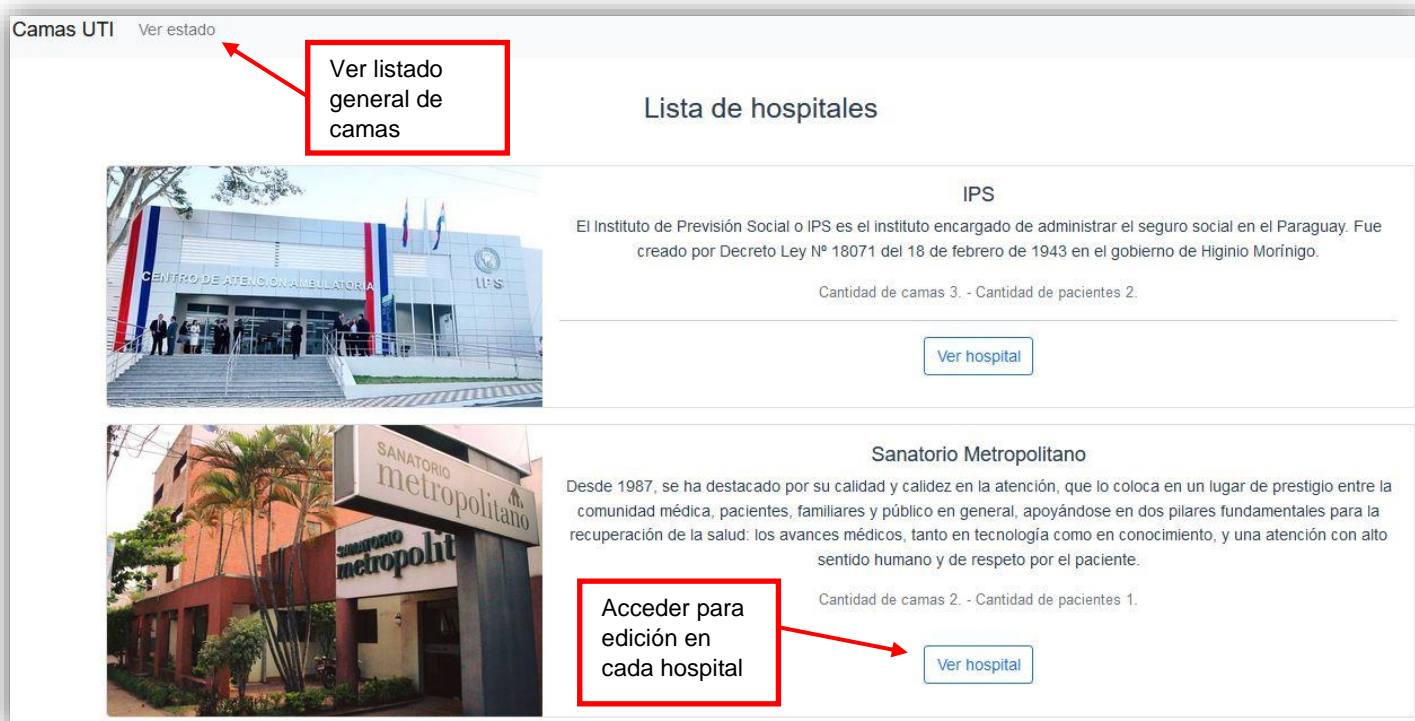 Camas UTI Ver estado
Ver listado
general de
camas
Lista de hospitales
CENTRO DE ATENCION AMBULATORIA
IPS
IPS
El Instituto de Previsión Social o IPS es el instituto encargado de administrar el seguro social en el Paraguay. Fue
creado por Decreto Ley Nº 18071 del 18 de febrero de 1943 en el gobierno de Higinio Morínigo.
Cantidad de camas 3. - Cantidad de pacientes 2.
Ver hospital
SANATORIO
metropolitano
SANATORIO
metropolit
Sanatorio Metropolitano
Desde 1987, se ha destacado por su calidad y calidez en la atención, que lo coloca en un lugar de prestigio entre la
comunidad médica, pacientes, familiares y público en general, apoyándose en dos pilares fundamentales para la
recuperación de la salud: los avances médicos, tanto en tecnología como en conocimiento, y una atención con alto
sentido humano y de respeto por el paciente.
Cantidad de camas 2. - Cantidad de pacientes 1.
Acceder para
edición en
cada hospital
Ver hospital